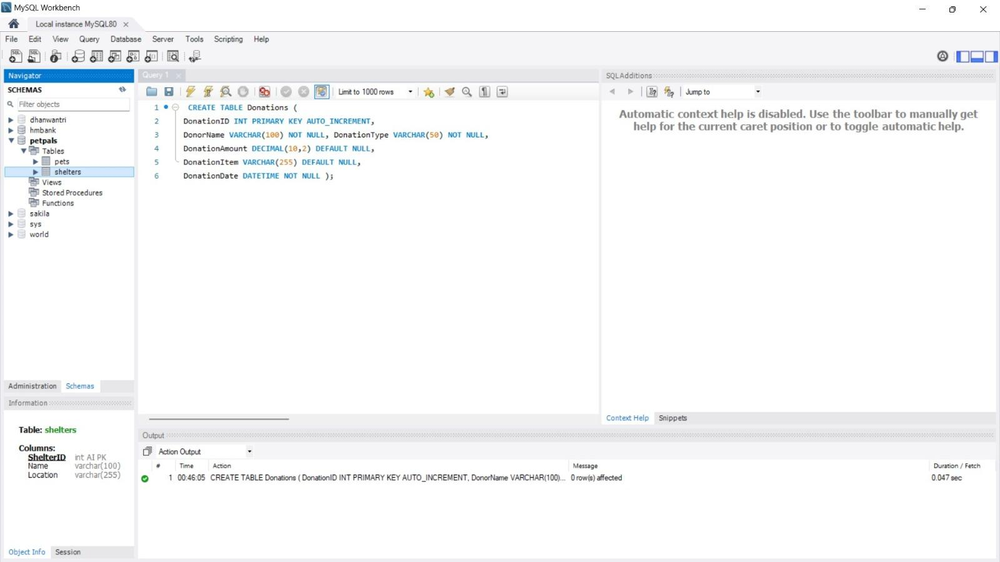 MySQL Workbench
Local instance MySQL80
File Edit View Query Database Server Tools Scripting Help
Navigator
SCHEMAS
Filter objects
dhanwantri
hmbank
petpals
Tables
pets
shelters
Views
Stored Procedures
Functions
sakila
sys
world
Administration Schemas
Information
Table: shelters
Columns:
ShelterID int AI PK
Name varchar(100)
Location varchar(255)
Object Info Session
Query 1
Limit to 1000 rows
1 CREATE TABLE Donations (
2 DonationID INT PRIMARY KEY AUTO_INCREMENT,
3 DonorName VARCHAR(100) NOT NULL, DonationType VARCHAR(50) NOT NULL,
4 DonationAmount DECIMAL(10,2) DEFAULT NULL,
5 DonationItem VARCHAR(255) DEFAULT NULL,
6 DonationDate DATETIME NOT NULL );
SQLAdditions
Jump to
Automatic context help is disabled. Use the toolbar to manually get
help for the current caret position or to toggle automatic help.
Context Help Snippets
Output
Action Output
# Time Action Message Duration / Fetch
1 00:46:05 CREATE TABLE Donations ( DonationID INT PRIMARY KEY AUTO_INCREMENT, DonorName VARCHAR(100)... 0 row(s) affected 0.047 sec